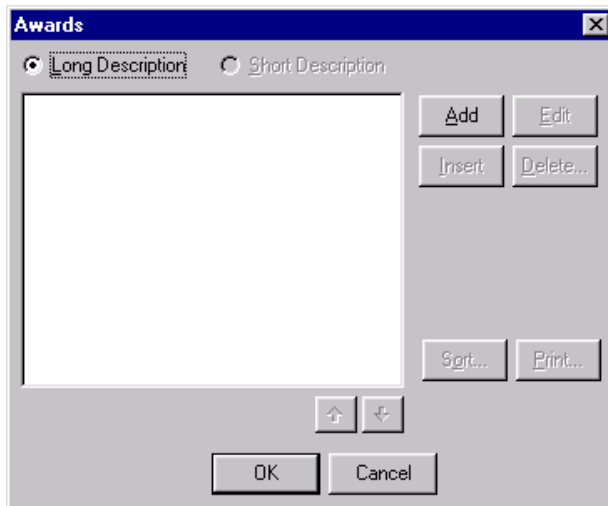 Awards
Long Description Short Description
Add Edit
Insert Delete...
Sort... Print...
OK Cancel